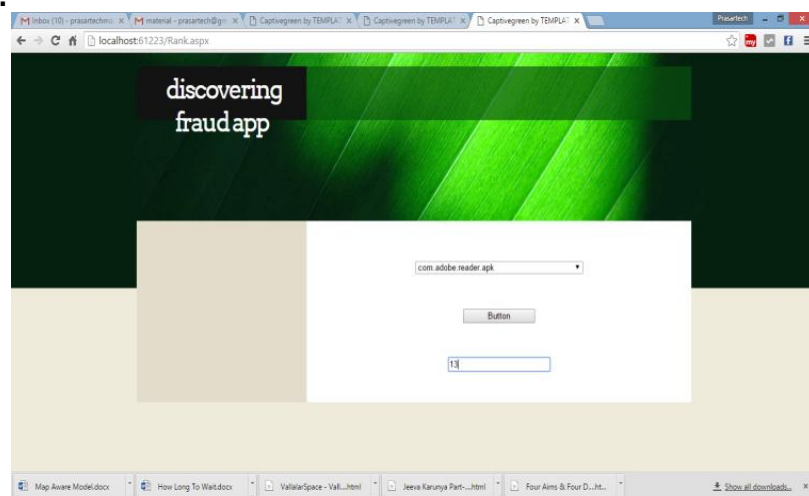 Inbox (10) - prasartechma
M material - prasartech@gm
Captivegreen by TEMPLAT
Captivegreen by TEMPLAT
Captivegreen by TEMPLAT
Prasartech
localhost:61223/Rank.aspx
my
discovering
fraud app
com.adobe.reader.apk
Button
13
Map Aware Model.docx
How Long To Wait.docx
VallalarSpace - Vall....html
Jeeva Karunya Part-....html
Four Aims & Four D....ht...
Show all downloads...